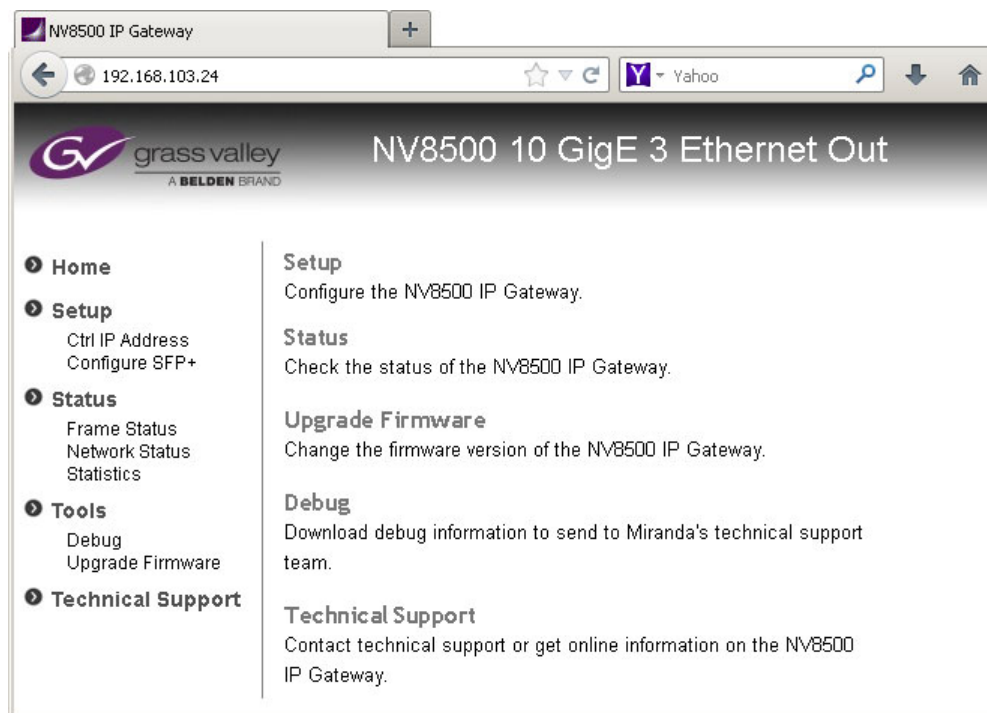 NV8500 IP Gateway
192.168.103.24
Yahoo
grass valley
A BELDEN BRAND
NV8500 10 GigE 3 Ethernet Out
Home
Setup
Ctrl IP Address
Configure SFP+
Status
Frame Status
Network Status
Statistics
Tools
Debug
Upgrade Firmware
Technical Support
Setup
Configure the NV8500 IP Gateway.
Status
Check the status of the NV8500 IP Gateway.
Upgrade Firmware
Change the firmware version of the NV8500 IP Gateway.
Debug
Download debug information to send to Miranda's technical support
team.
Technical Support
Contact technical support or get online information on the NV8500
IP Gateway.